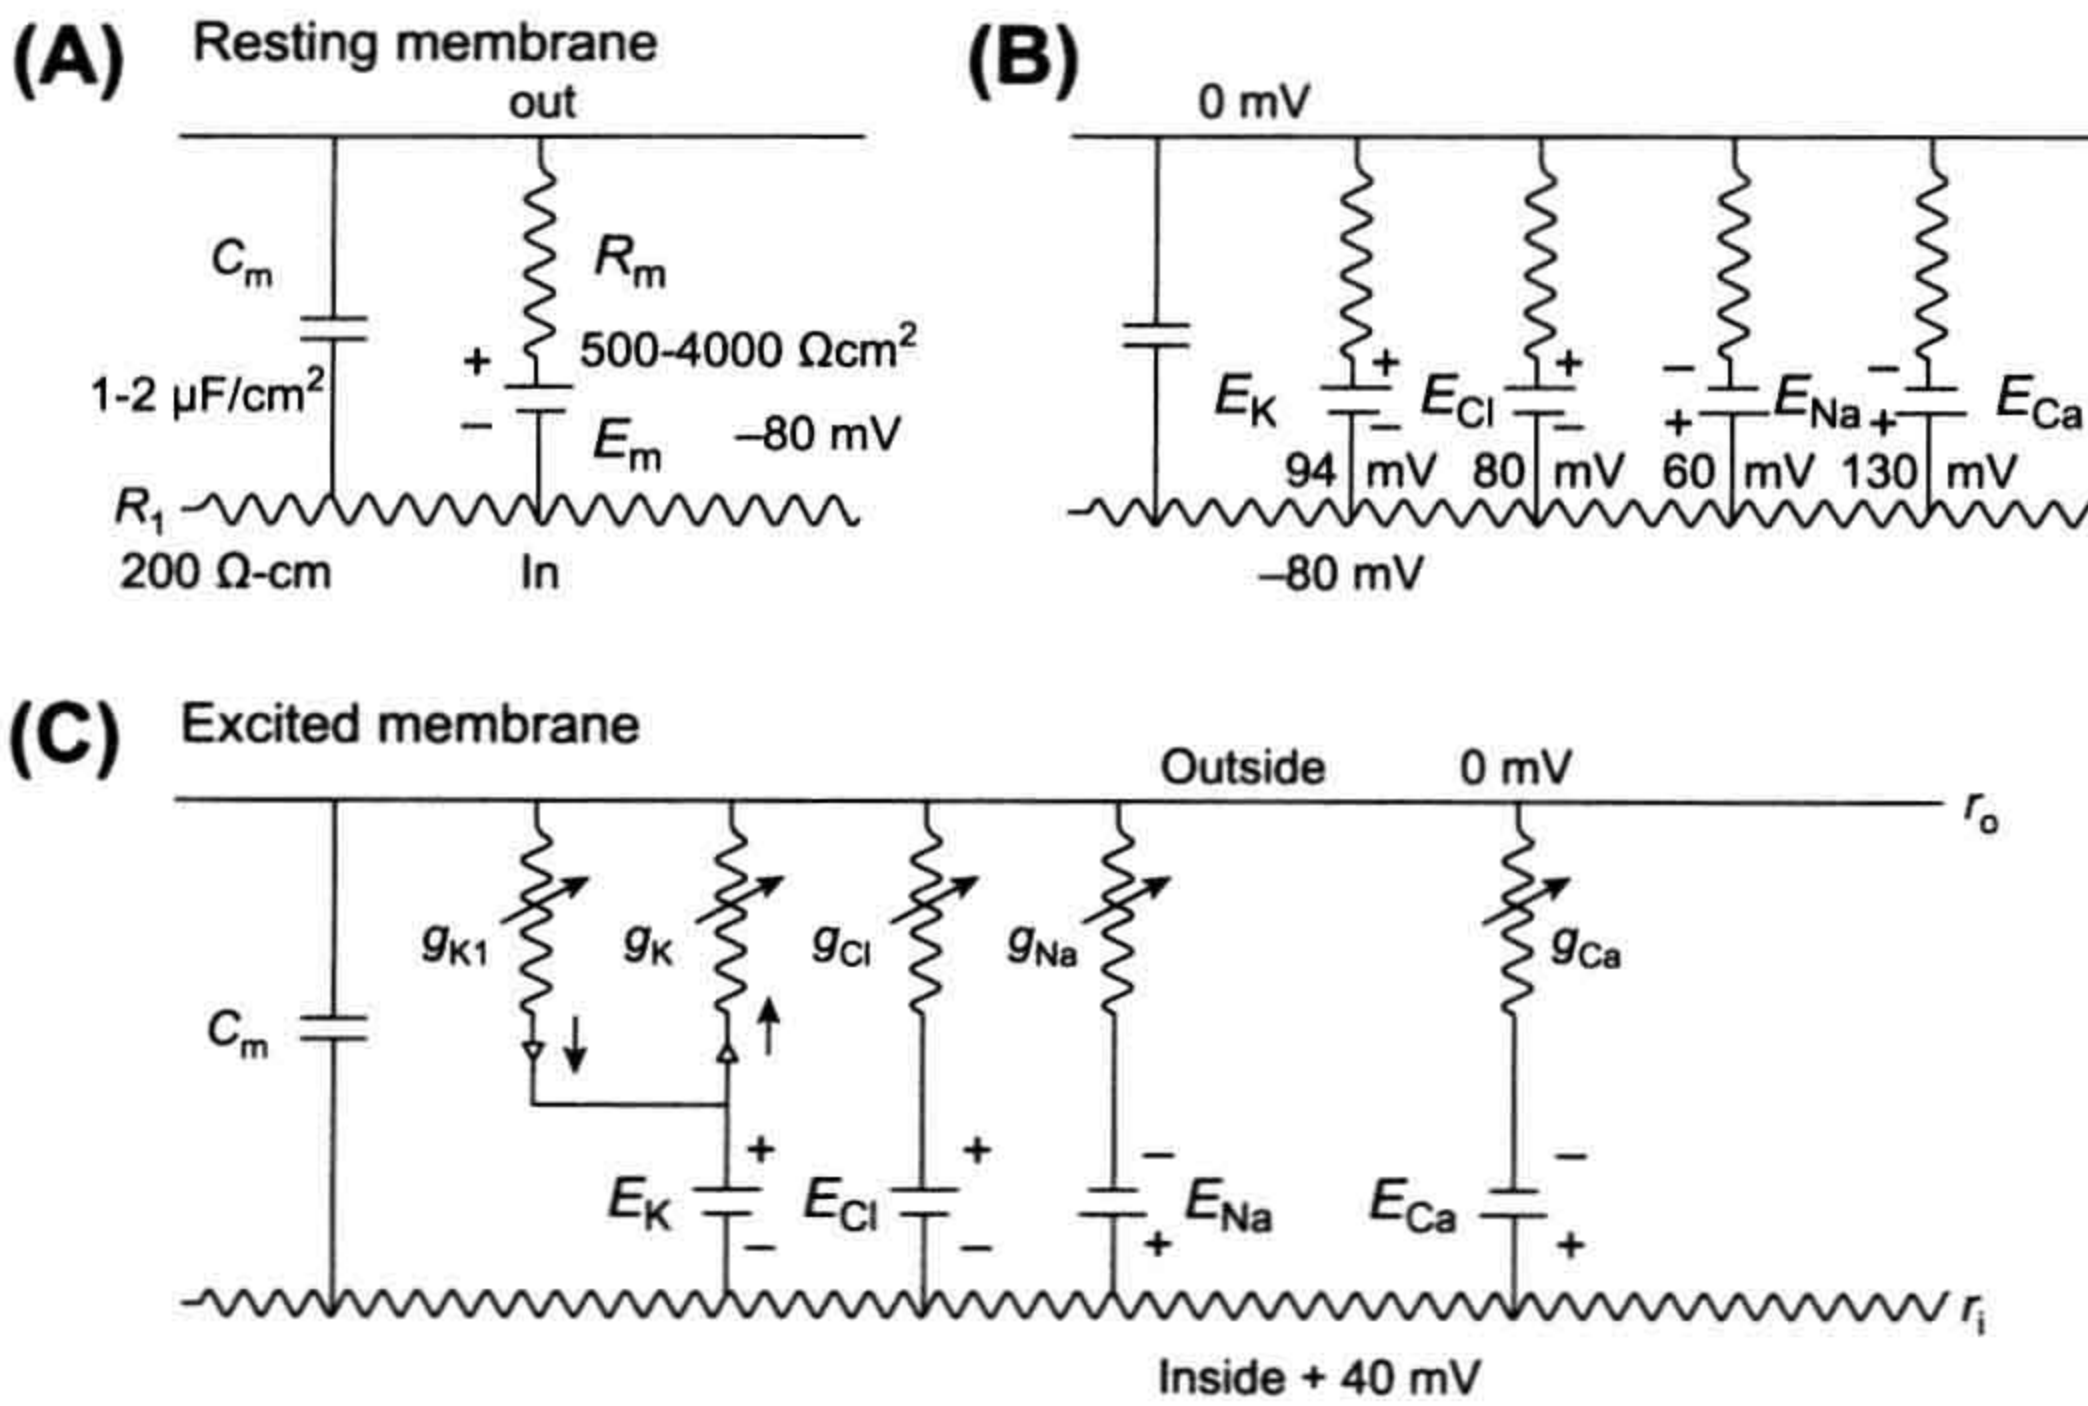 (A) Resting membrane
out
Cm
Rm
1-2 µF/cm²
+
500-4000 Ωcm²
–
Em
–80 mV
R1
200 Ω-cm
In
(B)
0 mV
EK
+
–
94 mV
ECl
+
–
80 mV
–
+
ENa
60 mV
–
+
ECa
130 mV
–80 mV
(C) Excited membrane
Outside 0 mV
ro
gK1
gK
gCl
gNa
gCa
Cm
EK
+
–
ECl
+
–
–
ENa
+
ECa
–
+
ri
Inside + 40 mV